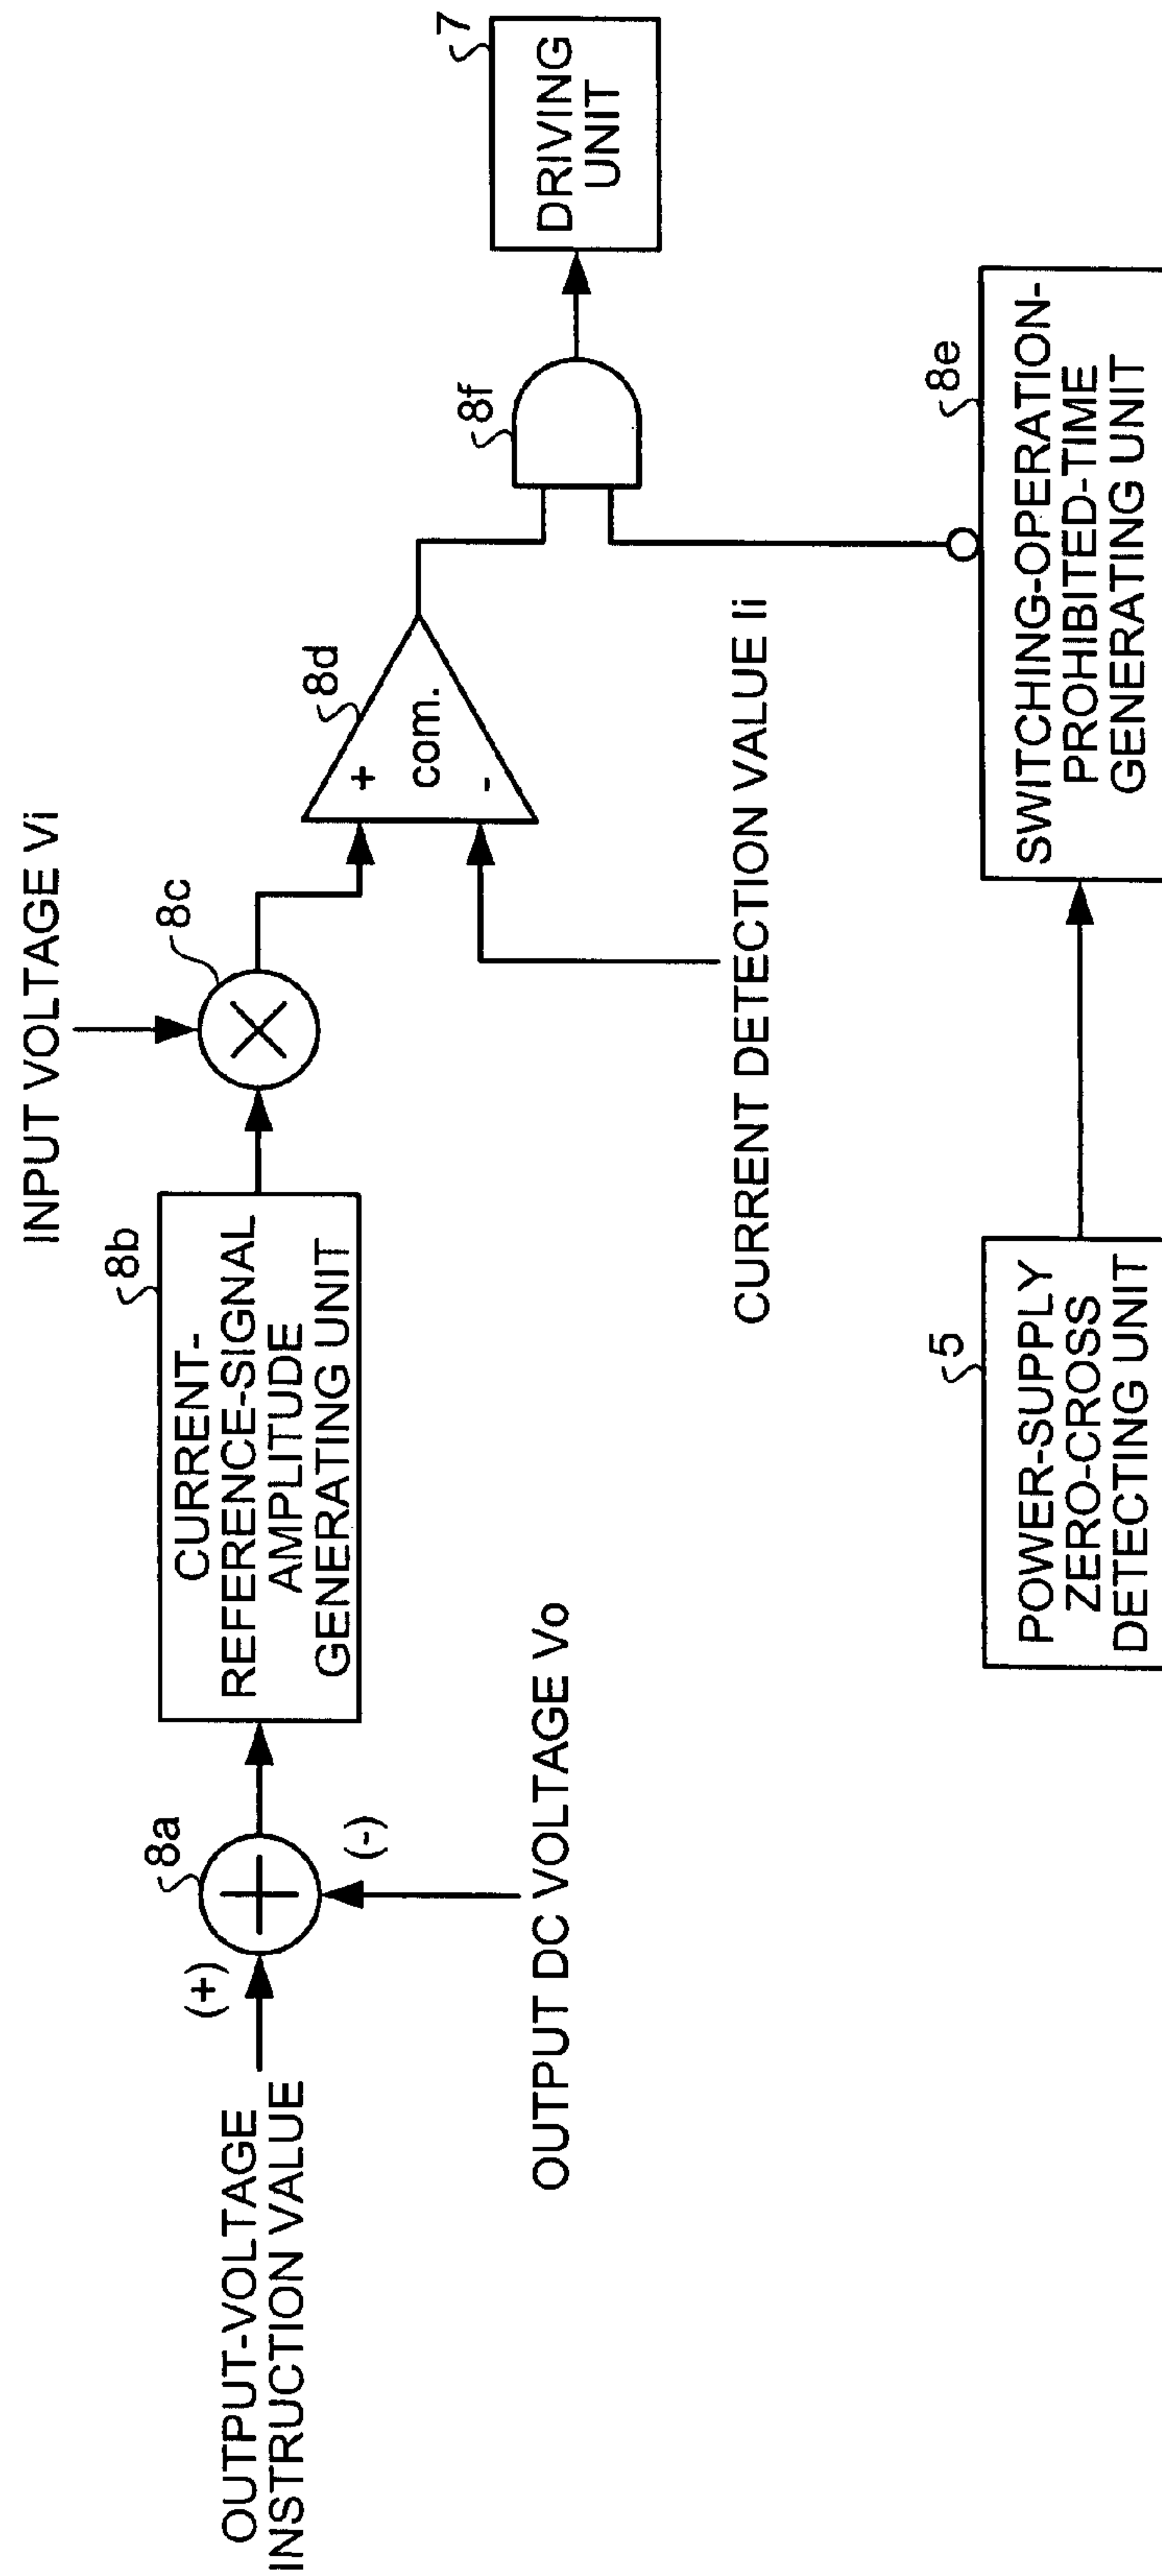 OUTPUT-VOLTAGE
INSTRUCTION VALUE
(+)
8a
(-)
OUTPUT DC VOLTAGE Vo
8b
CURRENT-
REFERENCE-SIGNAL
AMPLITUDE
GENERATING UNIT
INPUT VOLTAGE Vi
8c
8d
+
com.
-
CURRENT DETECTION VALUE Ii
8f
7
DRIVING
UNIT
5
POWER-SUPPLY
ZERO-CROSS
DETECTING UNIT
8e
SWITCHING-OPERATION-
PROHIBITED-TIME
GENERATING UNIT